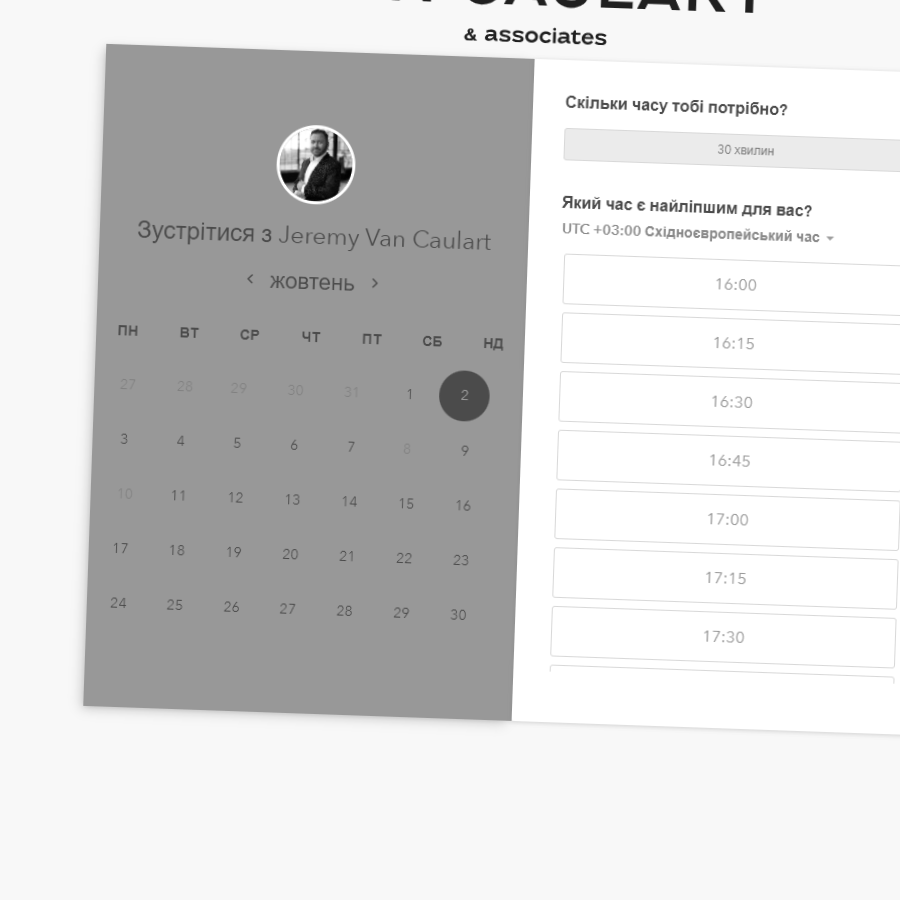 CAULART
& associates
Зустрітися з Jeremy Van Caulart
жовтень
ПН ВТ СР ЧТ ПТ СБ НД
27 28 29 30 31 1 2
3 4 5 6 7 8 9
10 11 12 13 14 15 16
17 18 19 20 21 22 23
24 25 26 27 28 29 30
Скільки часу тобі потрібно?
30 хвилин
Який час є найліпшим для вас?
UTC +03:00 Східноєвропейський час
16:00
16:15
16:30
16:45
17:00
17:15
17:30